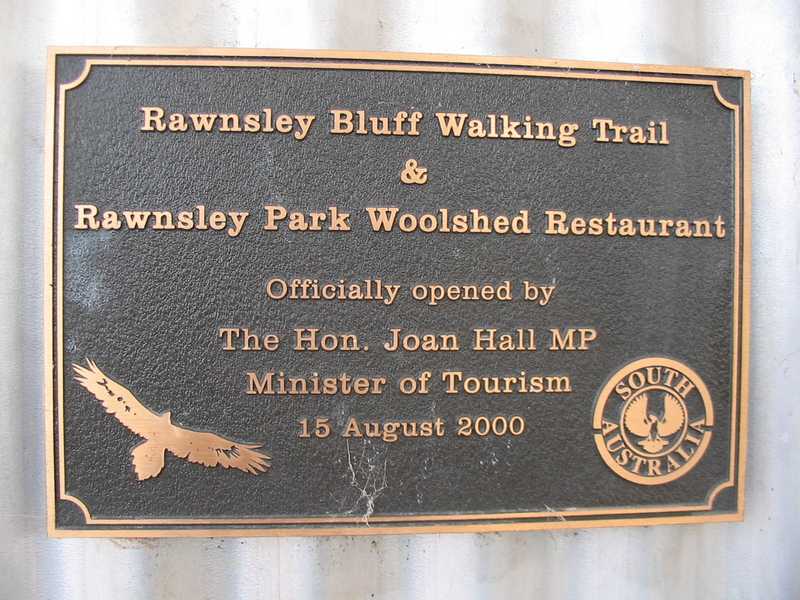 Rawnsley Bluff Walking Trail
&
Rawnsley Park Woolshed Restaurant
Officially opened by
The Hon. Joan Hall MP
Minister of Tourism
15 August 2000
SOUTH
AUSTRALIA